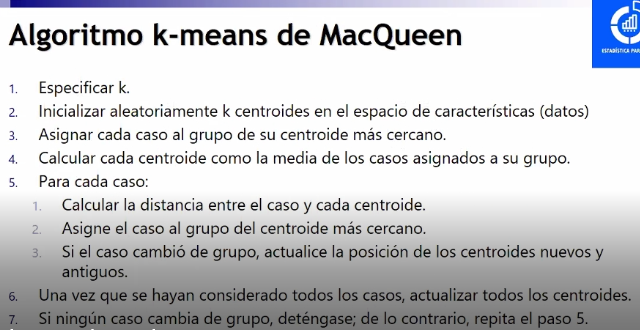 Algoritmo k-means de MacQueen
ESTADÍSTICA PAR
1. Especificar k.
2. Inicializar aleatoriamente k centroides en el espacio de características (datos)
3. Asignar cada caso al grupo de su centroide más cercano.
4. Calcular cada centroide como la media de los casos asignados a su grupo.
5. Para cada caso:
1. Calcular la distancia entre el caso y cada centroide.
2. Asigne el caso al grupo del centroide más cercano.
3. Si el caso cambió de grupo, actualice la posición de los centroides nuevos y
antiguos.
6. Una vez que se hayan considerado todos los casos, actualizar todos los centroides.
7. Si ningún caso cambia de grupo, deténgase; de lo contrario, repita el paso 5.